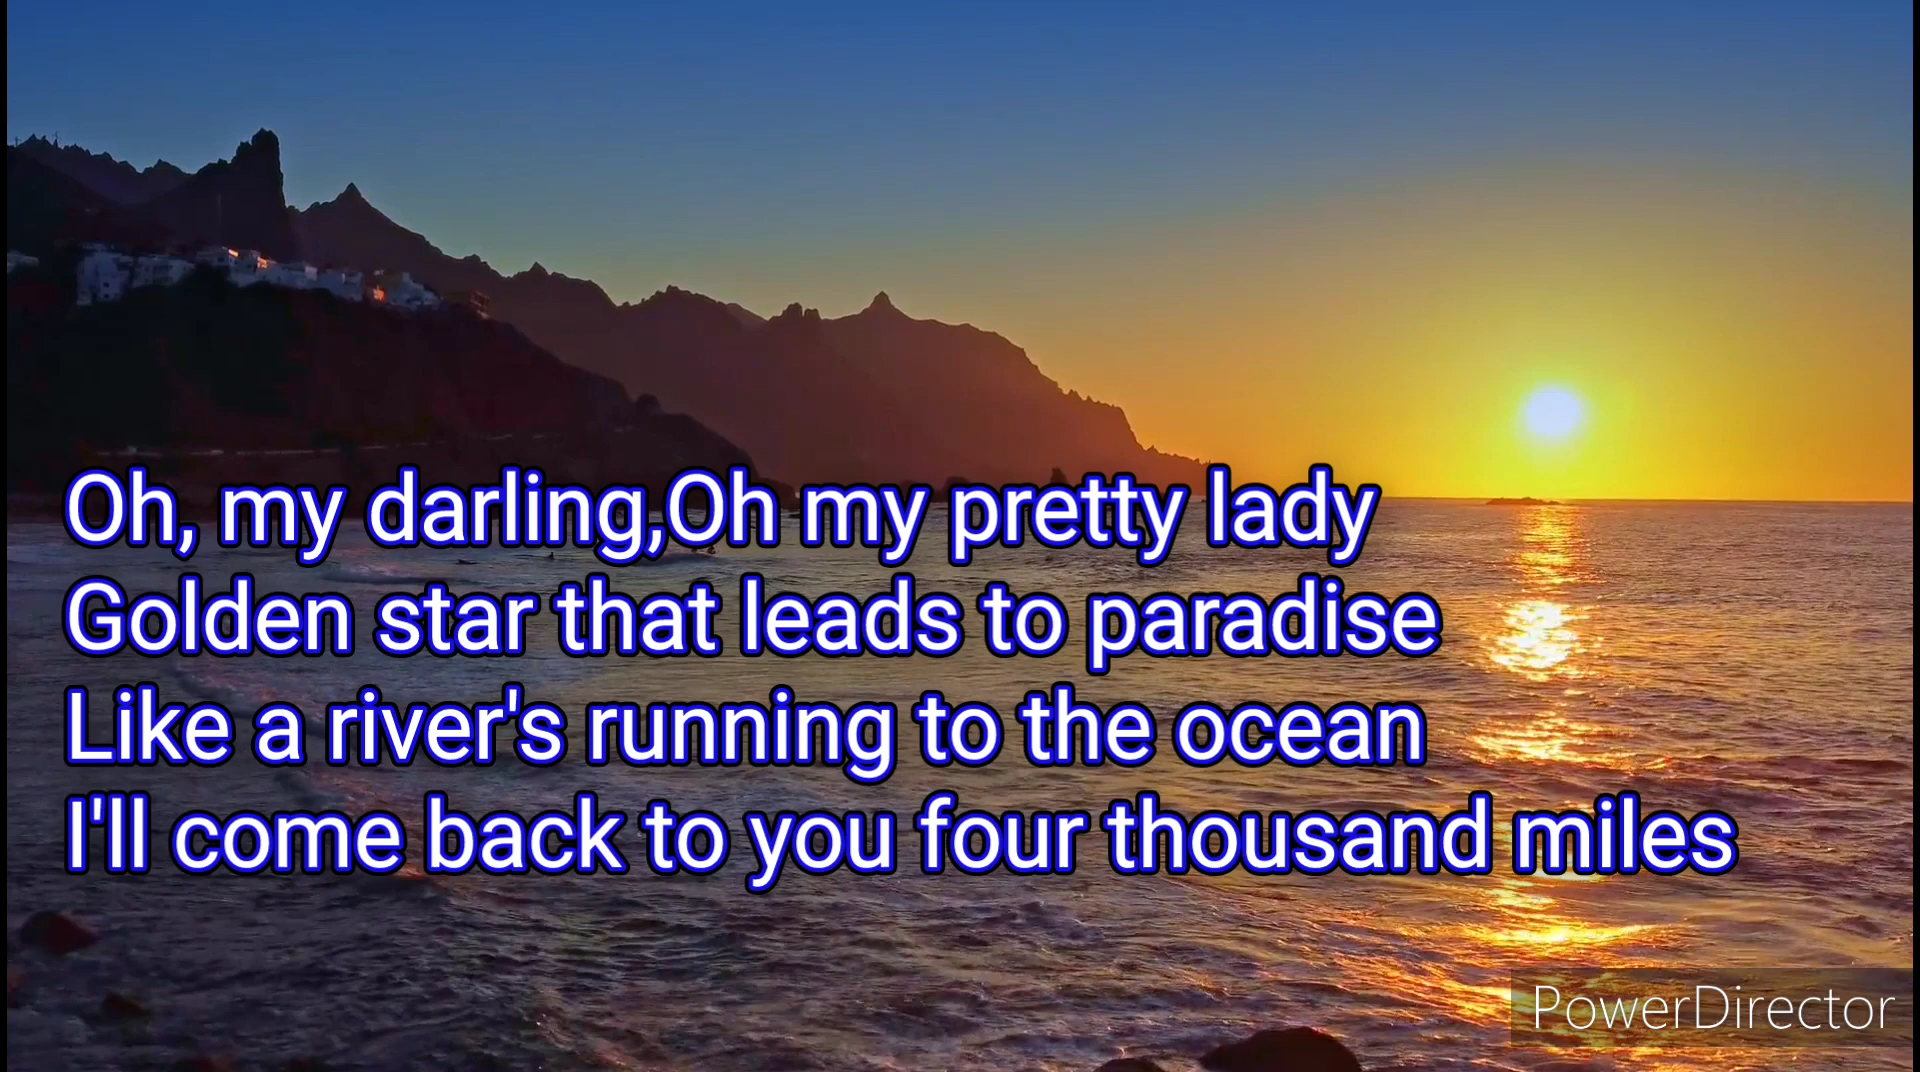 Oh, my darling,Oh my pretty lady
Golden star that leads to paradise
Like a river's running to the ocean
I'll come back to you four thousand miles
PowerDirector